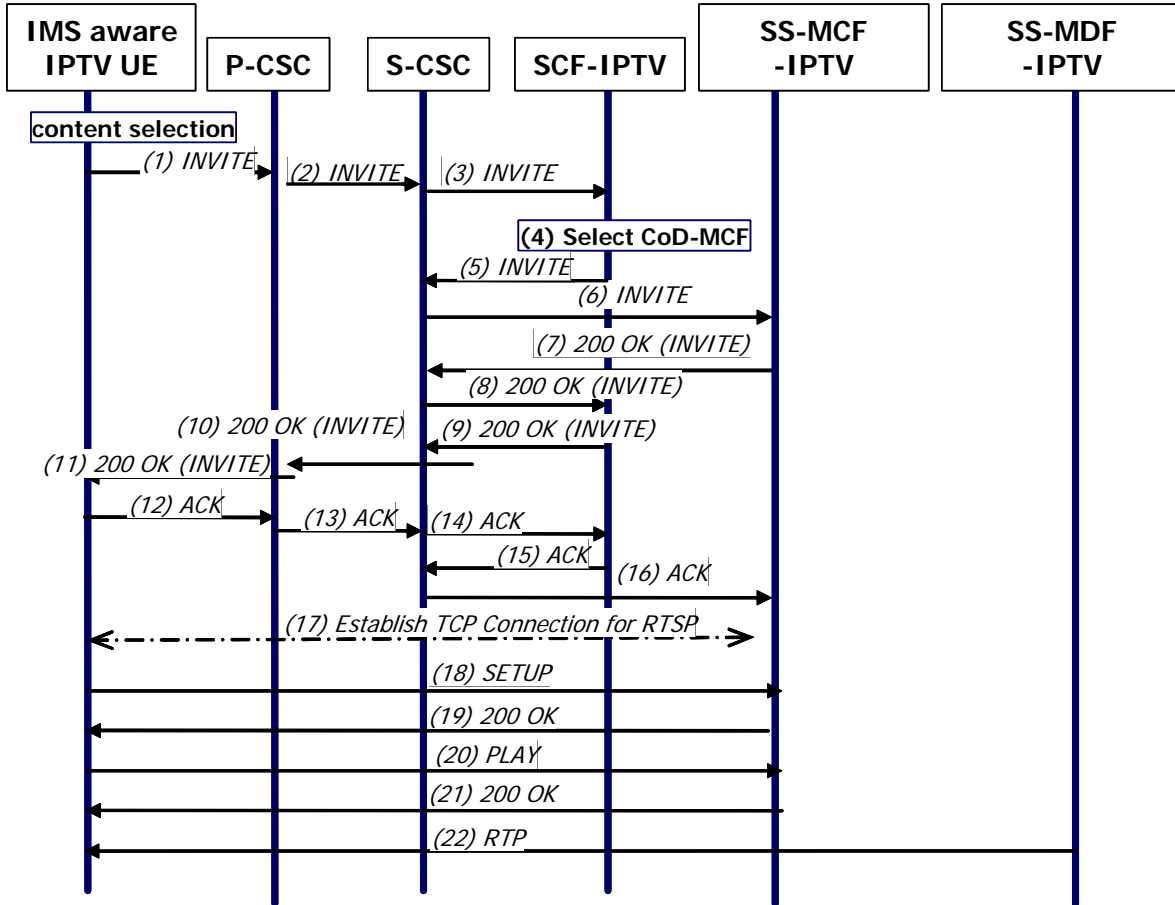 IMS aware
IPTV UE
P-CSC
S-CSC
SCF-IPTV
SS-MCF
-IPTV
SS-MDF
-IPTV
content selection
(1) INVITE
(2) INVITE
(3) INVITE
(4) Select CoD-MCF
(5) INVITE
(6) INVITE
(7) 200 OK (INVITE)
(8) 200 OK (INVITE)
(9) 200 OK (INVITE)
(10) 200 OK (INVITE)
(11) 200 OK (INVITE)
(12) ACK
(13) ACK
(14) ACK
(15) ACK
(16) ACK
(17) Establish TCP Connection for RTSP
(18) SETUP
(19) 200 OK
(20) PLAY
(21) 200 OK
(22) RTP